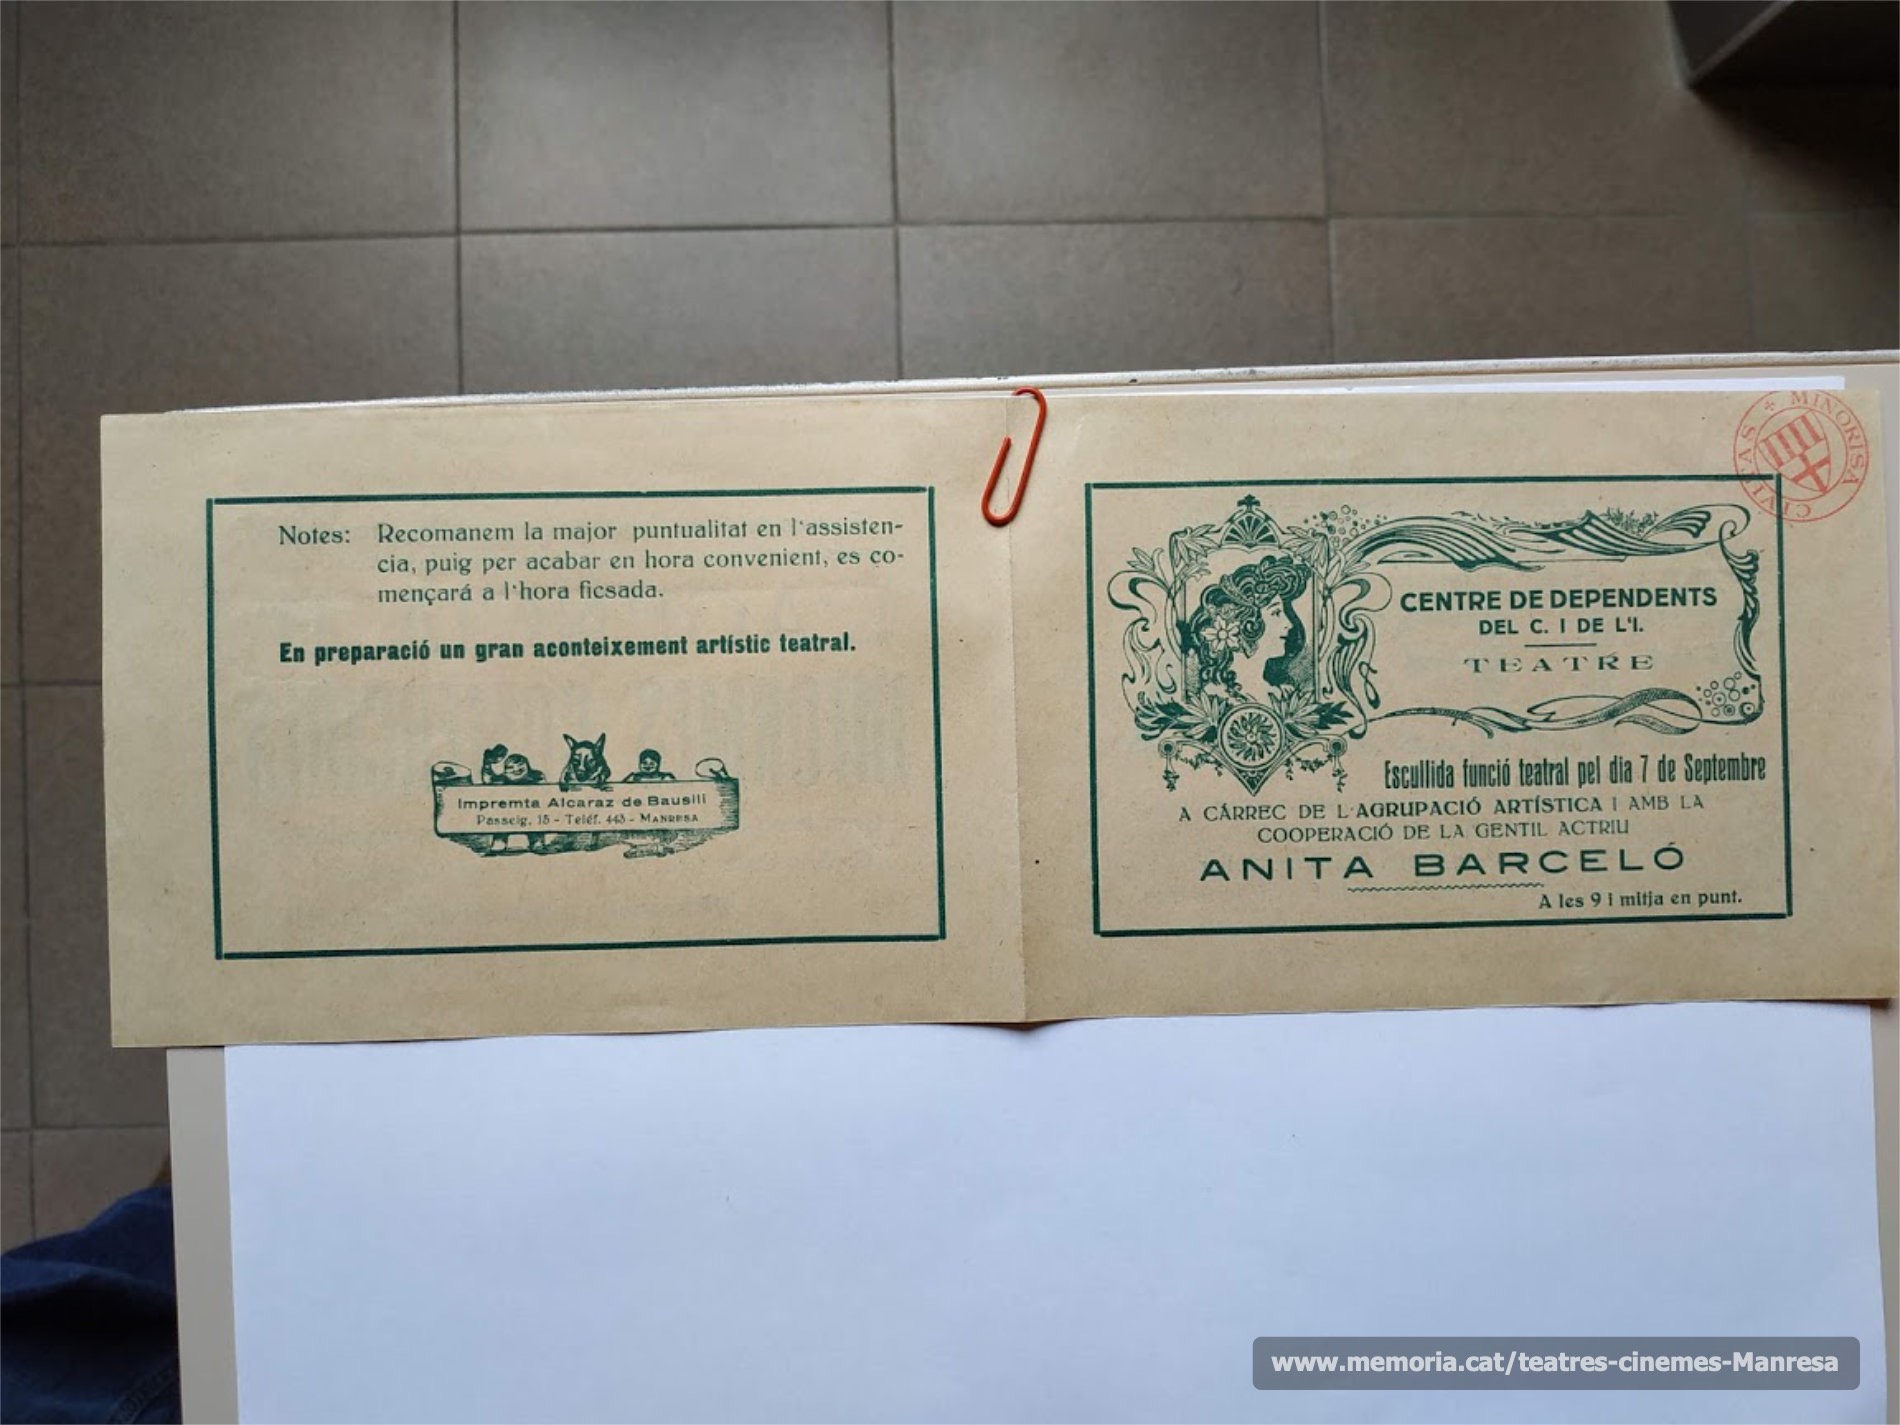 Notes: Recomanem la major puntualitat en l'assisten-
cia, puig per acabar en hora convenient, es co-
mençará a l'hora ficsada.
En preparació un gran aconteixement artístic teatral.
Impremta Alcaraz de Bausili
Passeig, 15 - Teléf. 443 - MANRESA
CENTRE DE DEPENDENTS
DEL C. I DE L'I.
TEATRE
Escullida funció teatral pel dia 7 de Septembre
A CÁRREC DE L'AGRUPACIÓ ARTÍSTICA I AMB LA
COOPERACIÓ DE LA GENTIL ACTRIU
ANITA BARCELÓ
A les 9 i mitja en punt.
CIVITAS + MINORISA
www.memoria.cat/teatres-cinemes-Manresa